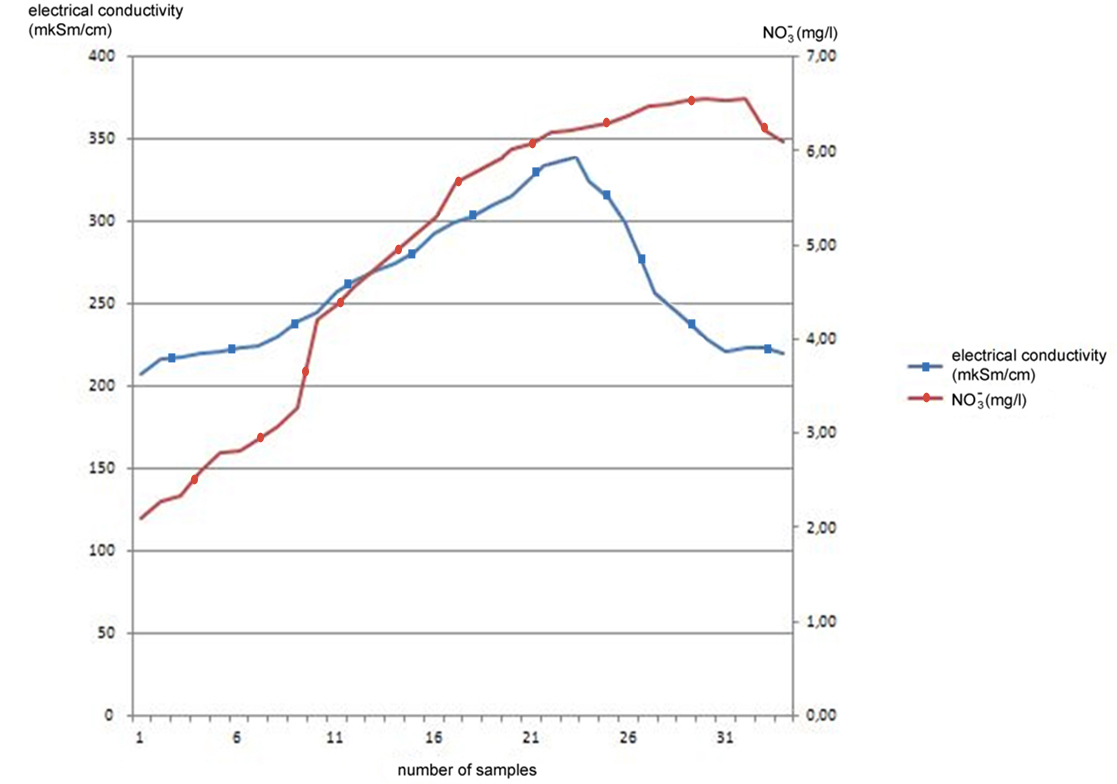 electrical conductivity
(mkSm/cm)
NO₃⁻(mg/l)
400
350
300
250
200
150
100
50
0
7,00
6,00
5,00
4,00
3,00
2,00
1,00
0,00
1 6 11 16 21 26 31
number of samples
electrical conductivity
(mkSm/cm)
NO₃⁻(mg/l)